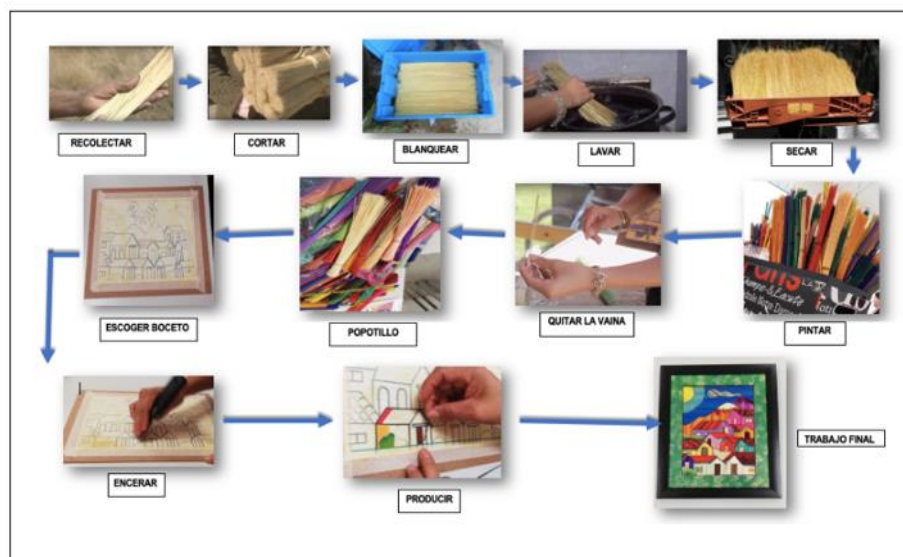 RECOLECTAR
CORTAR
BLANQUEAR
LAVAR
SECAR
PINTAR
QUITAR LA VAINA
POPOTILLO
ESCOGER BOCETO
ENCERAR
PRODUCIR
TRABAJO FINAL